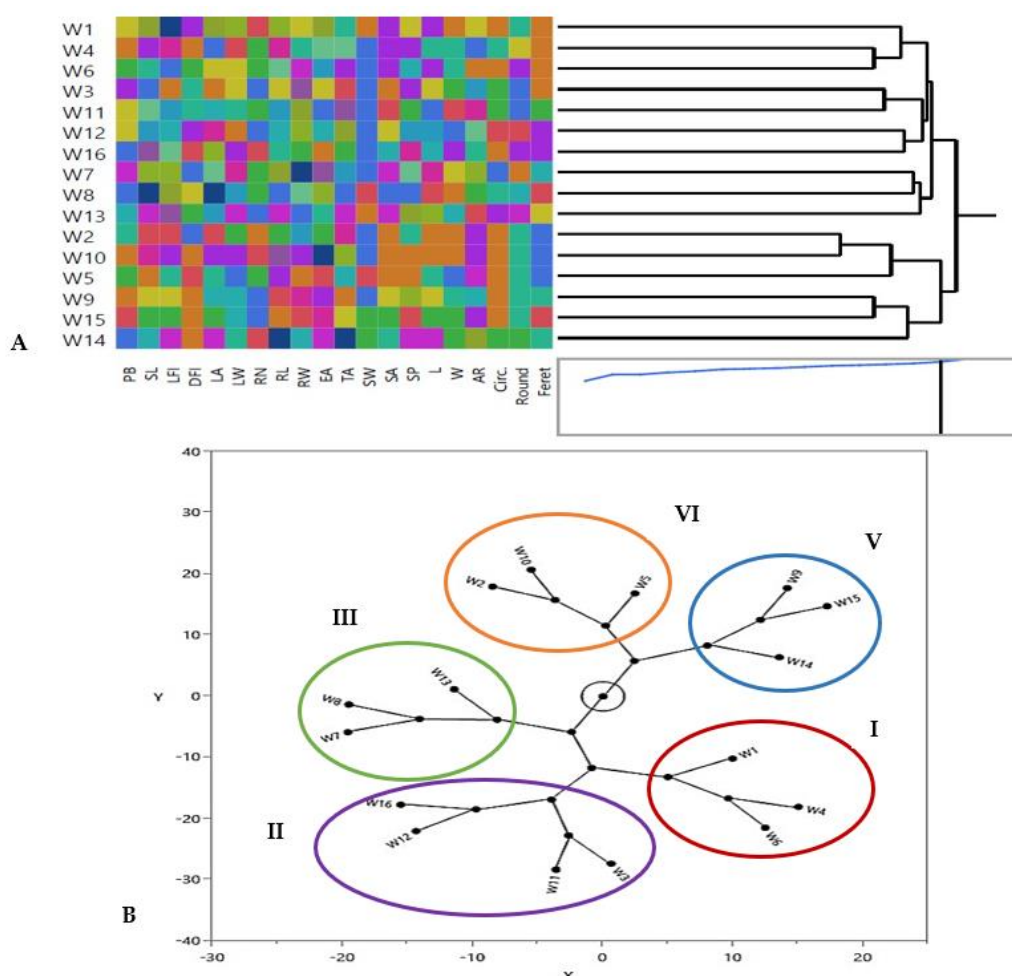 W1
W4
W6
W3
W11
W12
W16
W7
W8
W13
W2
W10
W5
W9
W15
W14
A
PB SL LFI DFI LA LW RN RL RW EA TA SW SA SP L W AR Circ. Round Feret
40
30
20
10
0
-10
-20
-30
-40
Y
VI
V
III
I
II
W10
W2
W5
W9
W15
W14
W13
W8
W7
W1
W4
W6
W16
W12
W11
W3
B
-30 -20 -10 0 10 20
X